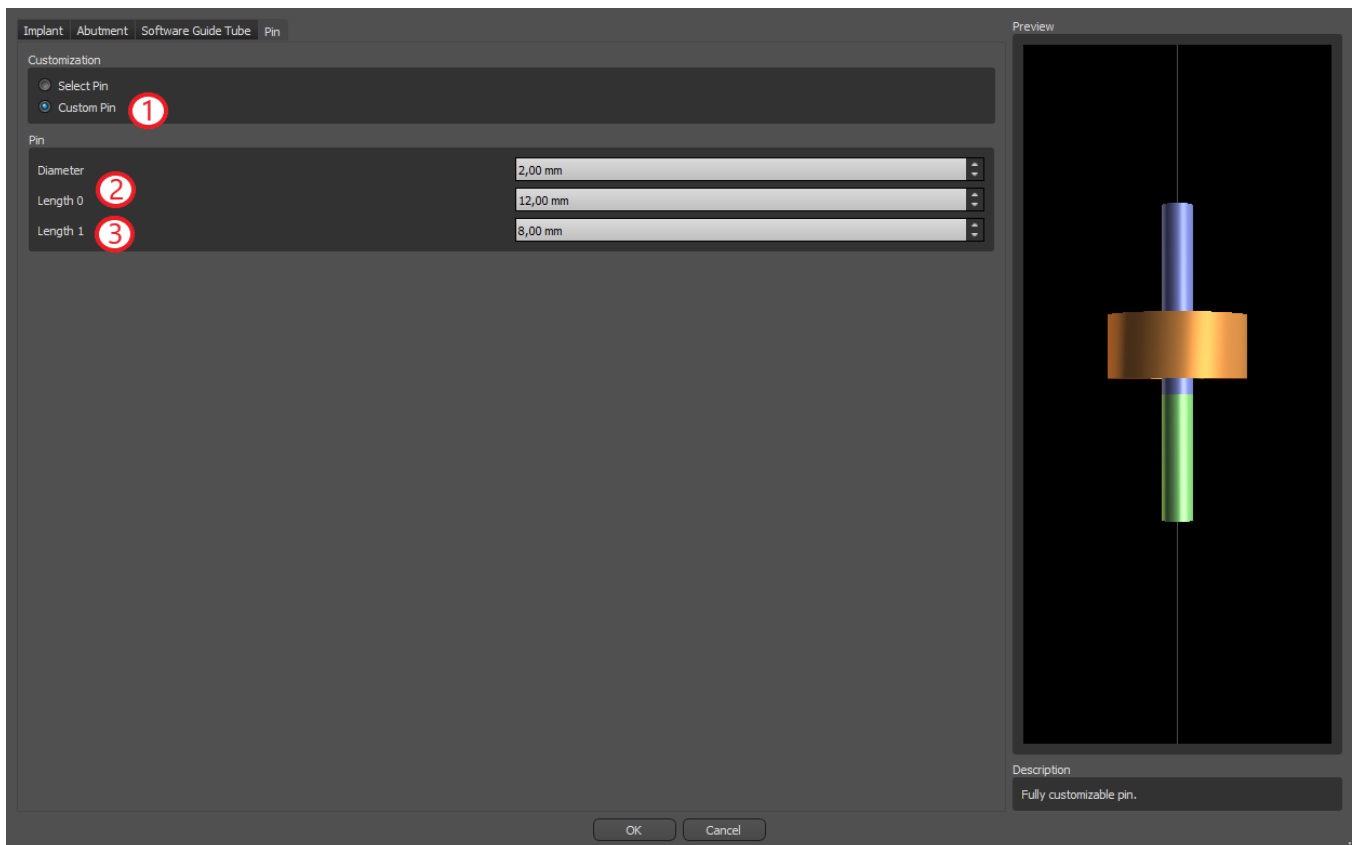 Implant Abutment Software Guide Tube Pin
Preview
Customization
Select Pin
Custom Pin 1
Pin
Diameter 2,00 mm
2
Length 0 12,00 mm
Length 1 3 8,00 mm
Description
Fully customizable pin.
OK Cancel